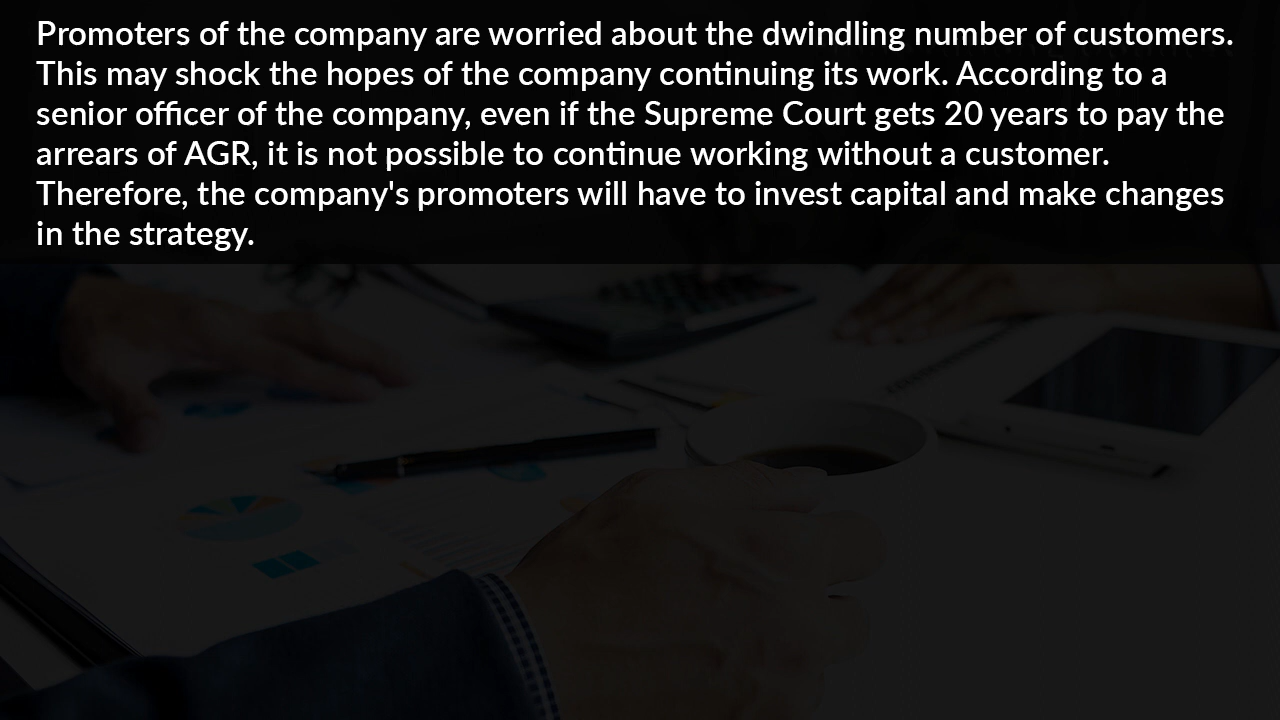 Promoters of the company are worried about the dwindling number of customers.
This may shock the hopes of the company continuing its work. According to a
senior officer of the company, even if the Supreme Court gets 20 years to pay the
arrears of AGR, it is not possible to continue working without a customer.
Therefore, the company's promoters will have to invest capital and make changes
in the strategy.